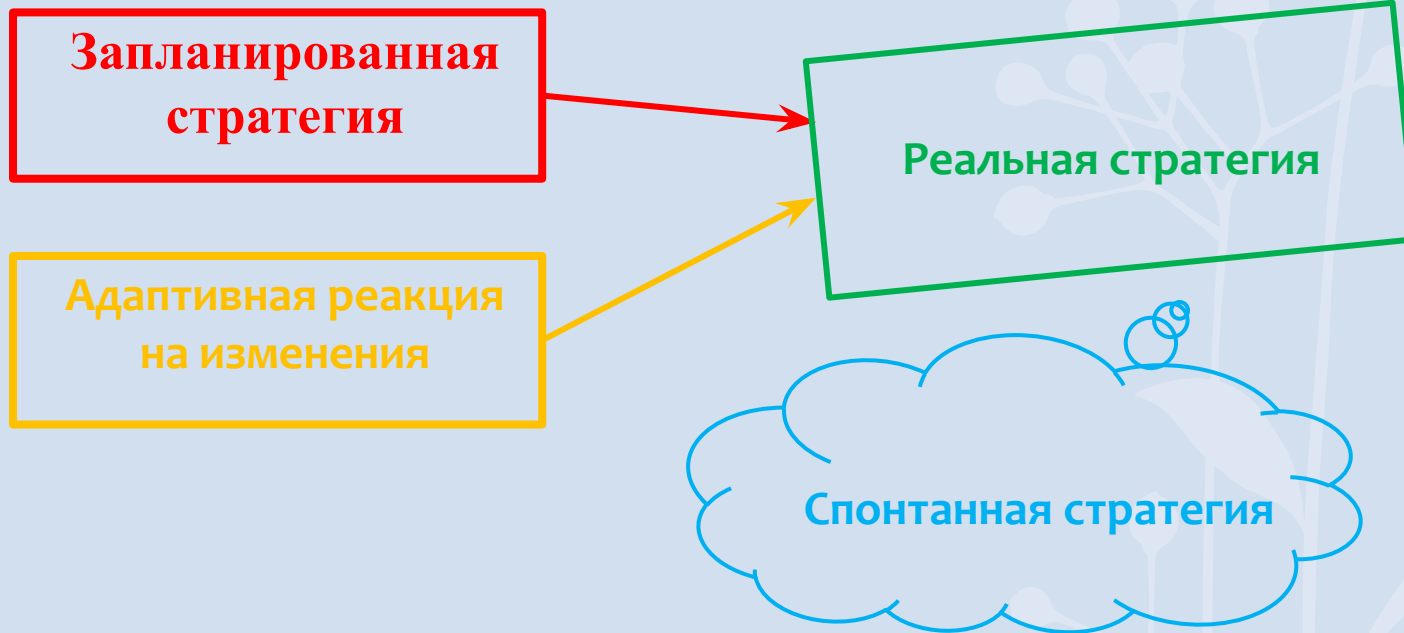 Запланированная
стратегия
Реальная стратегия
Адаптивная реакция
на изменения
Спонтанная стратегия